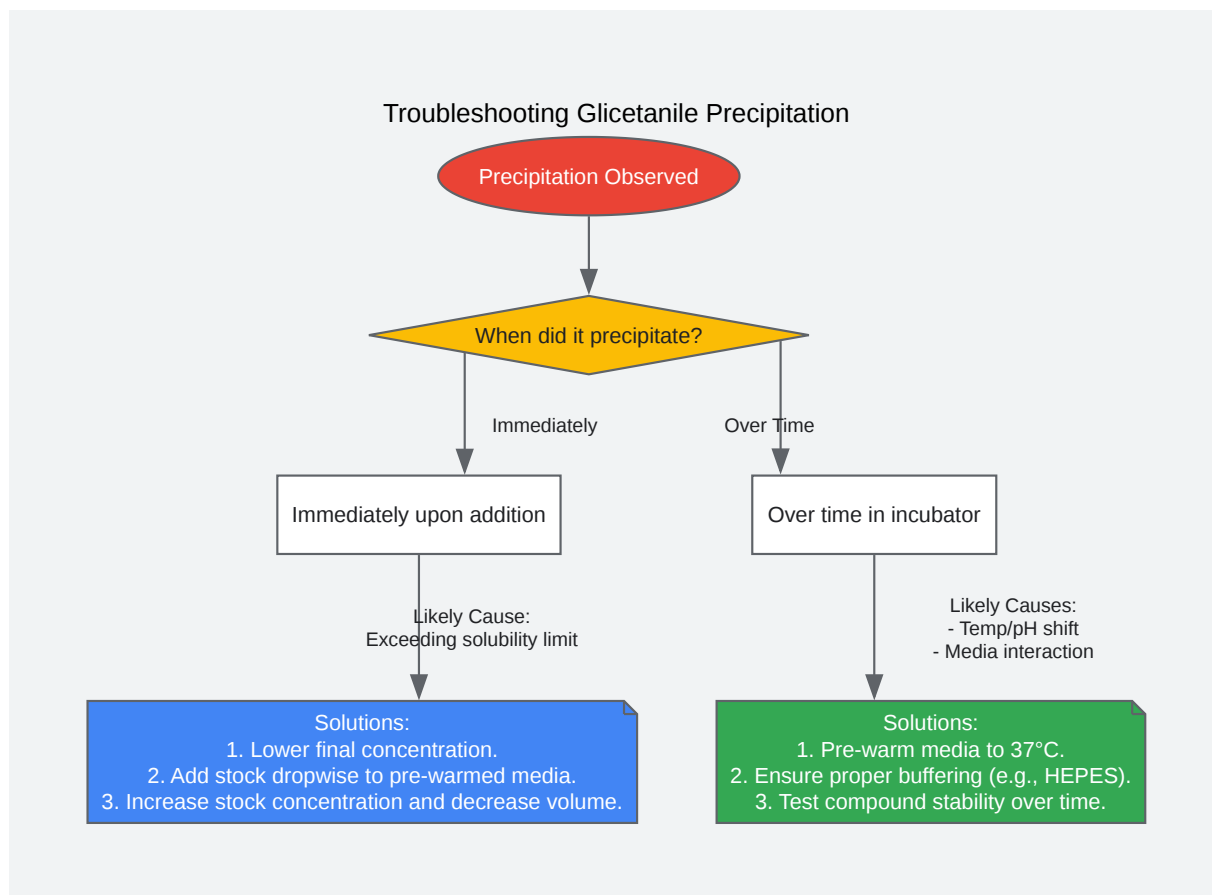 Troubleshooting Glicetanile Precipitation
Precipitation Observed
When did it precipitate?
Immediately
Over Time
Immediately upon addition
Over time in incubator
Likely Cause:
Exceeding solubility limit
Likely Causes:
- Temp/pH shift
- Media interaction
Solutions:
1. Lower final concentration.
2. Add stock dropwise to pre-warmed media.
3. Increase stock concentration and decrease volume.
Solutions:
1. Pre-warm media to 37°C.
2. Ensure proper buffering (e.g., HEPES).
3. Test compound stability over time.